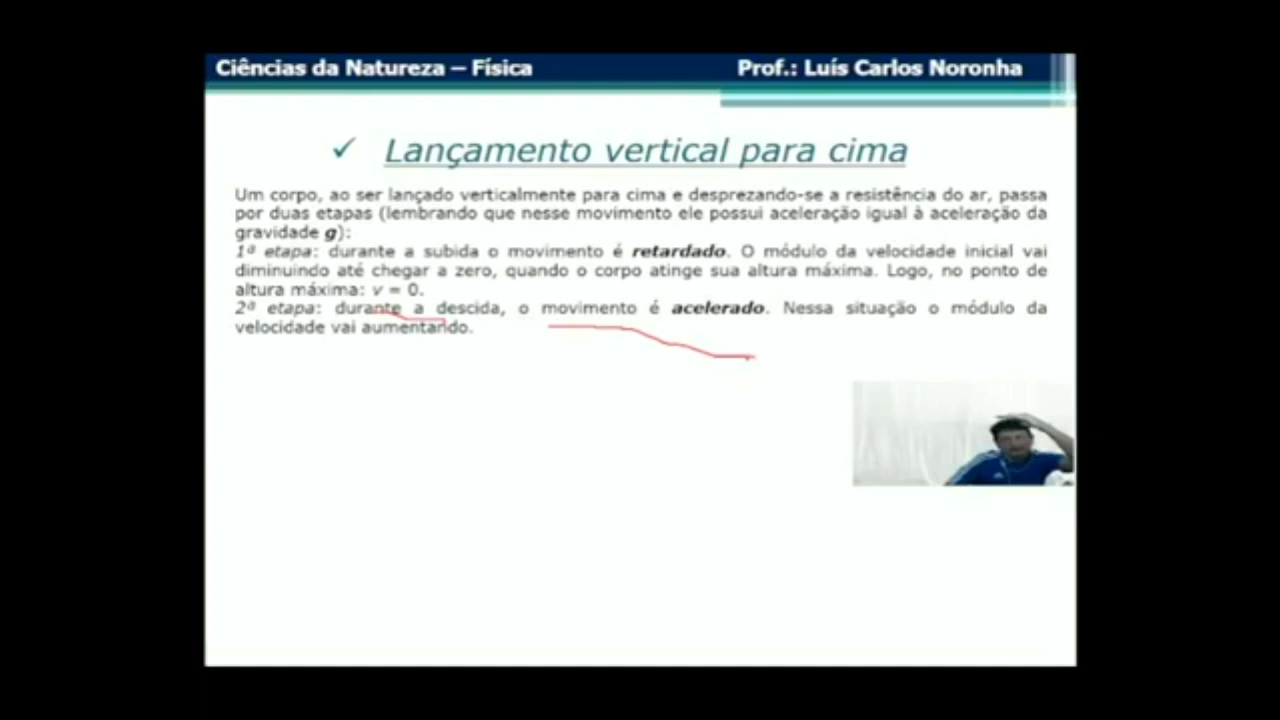 Ciências da Natureza – Física
Prof.: Luís Carlos Noronha
✓ Lançamento vertical para cima
Um corpo, ao ser lançado verticalmente para cima e desprezando-se a resistência do ar, passa
por duas etapas (lembrando que nesse movimento ele possui aceleração igual à aceleração da
gravidade g):
1ª etapa: durante a subida o movimento é retardado. O módulo da velocidade inicial vai
diminuindo até chegar a zero, quando o corpo atinge sua altura máxima. Logo, no ponto de
altura máxima: v = 0.
2ª etapa: durante a descida, o movimento é acelerado. Nessa situação o módulo da
velocidade vai aumentando.